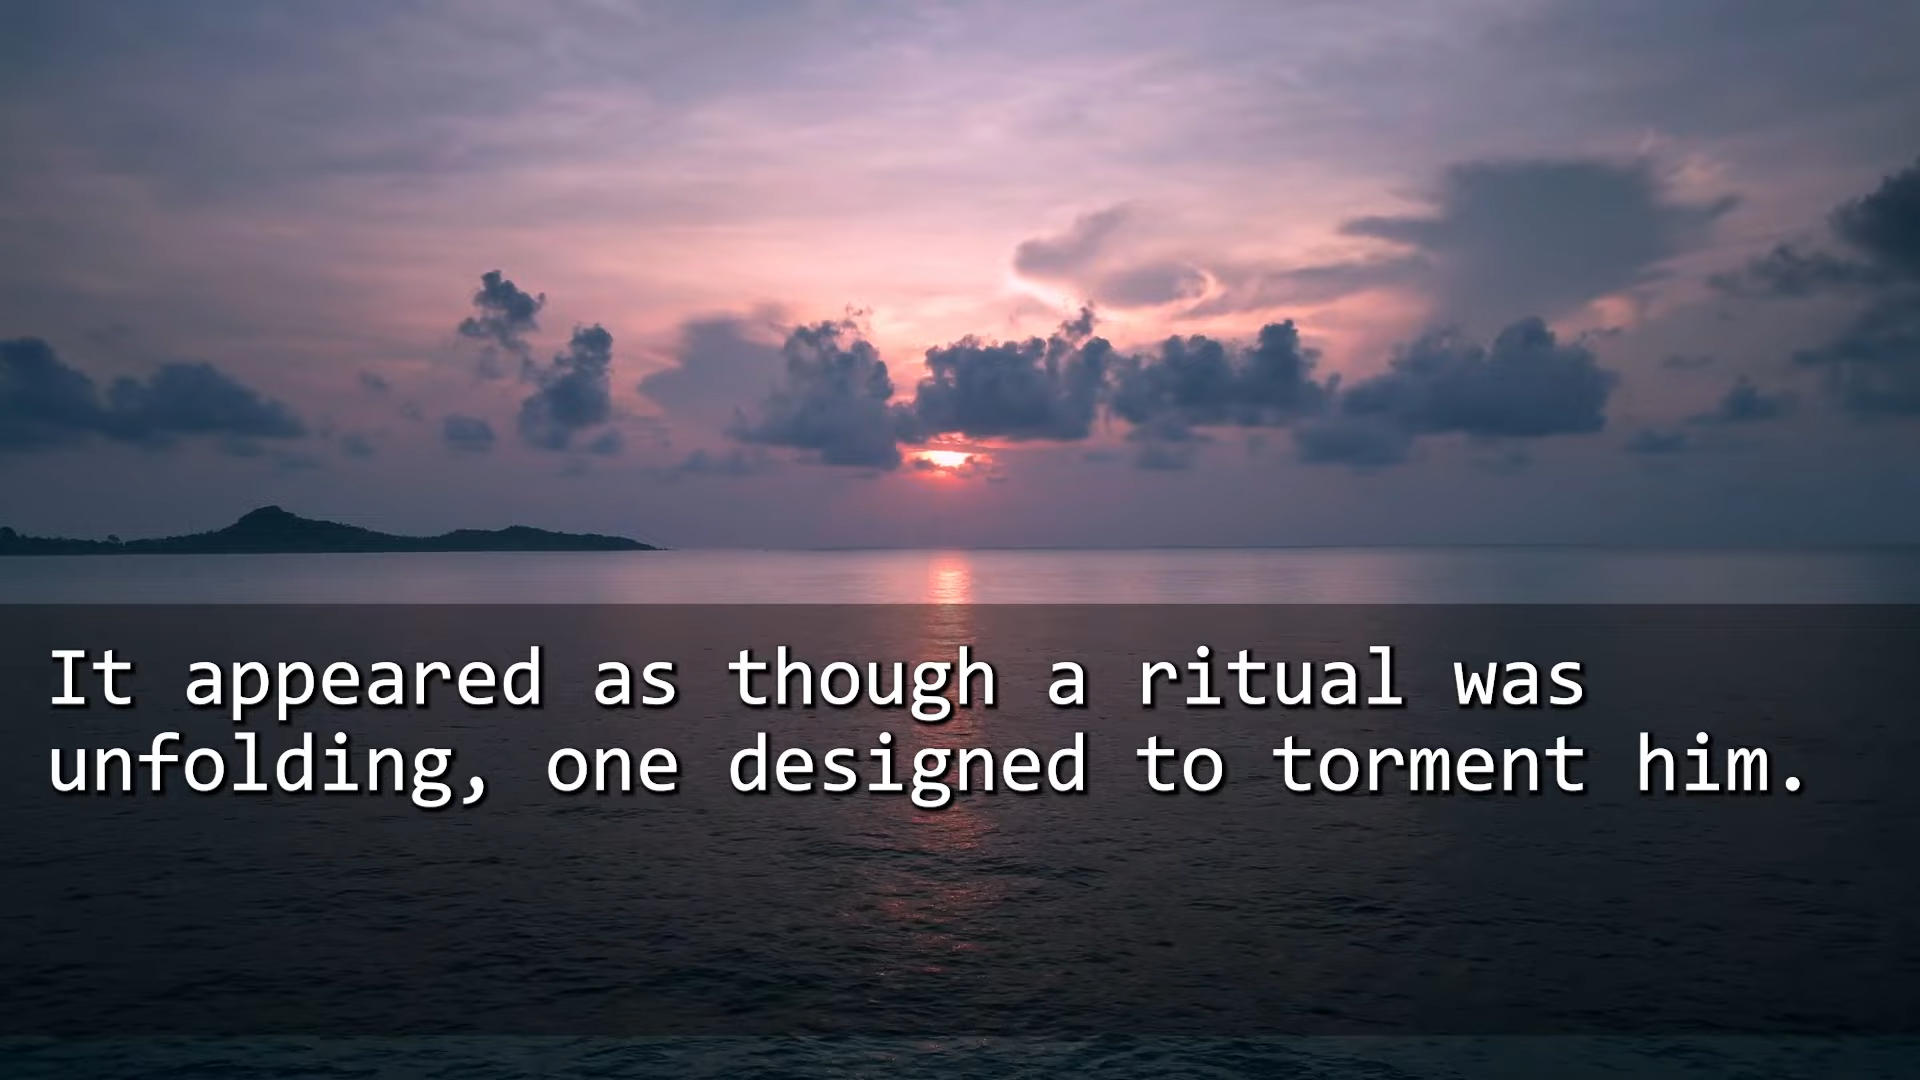 It appeared as though a ritual was
unfolding, one designed to torment him.